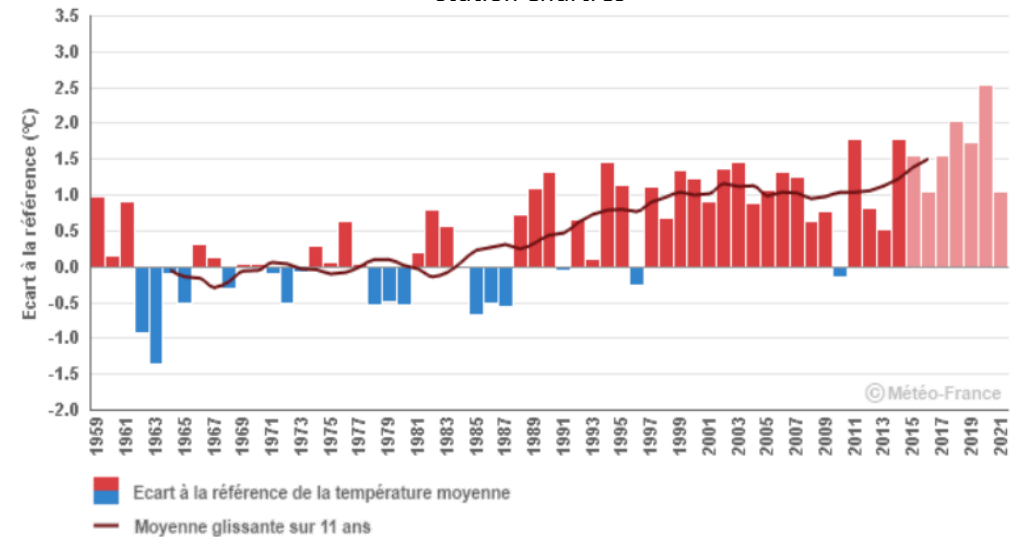 3.5
3.0
2.5
2.0
1.5
1.0
0.5
0.0
-0.5
-1.0
-1.5
-2.0
Ecart à la référence (°C)
© Météo-France
1959 1961 1963 1965 1967 1969 1971 1973 1975 1977 1979 1981 1983 1985 1987 1989 1991 1993 1995 1997 1999 2001 2003 2005 2007 2009 2011 2013 2015 2017 2019 2021
Ecart à la référence de la température moyenne
Moyenne glissante sur 11 ans